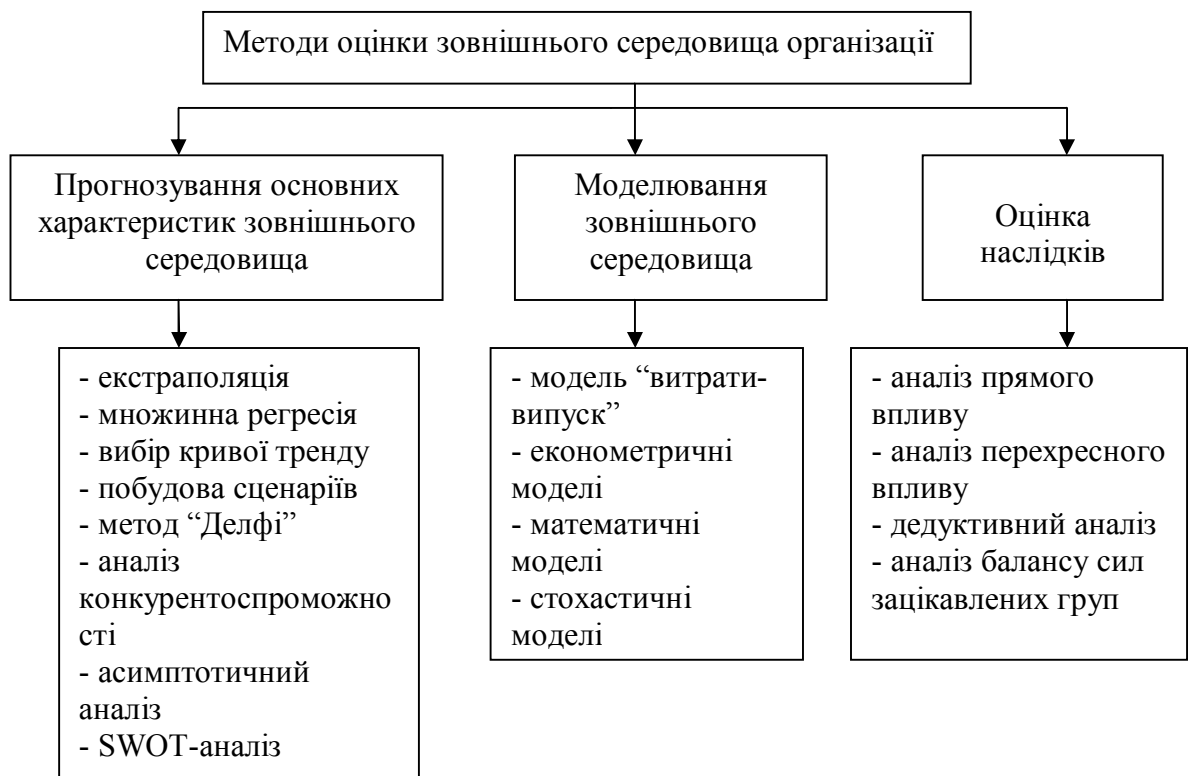 Методи оцінки зовнішнього середовища організації
Прогнозування основних
характеристик зовнішнього
середовища
Моделювання
зовнішнього
середовища
Оцінка
наслідків
- екстраполяція
- множинна регресія
- вибір кривої тренду
- побудова сценаріїв
- метод “Делфі”
- аналіз
конкурентоспроможно
сті
- асимптотичний
аналіз
- SWOT-аналіз
- модель “витрати-
випуск”
- економетричні
моделі
- математичні
моделі
- стохастичні
моделі
- аналіз прямого
впливу
- аналіз перехресного
впливу
- дедуктивний аналіз
- аналіз балансу сил
зацікавлених груп